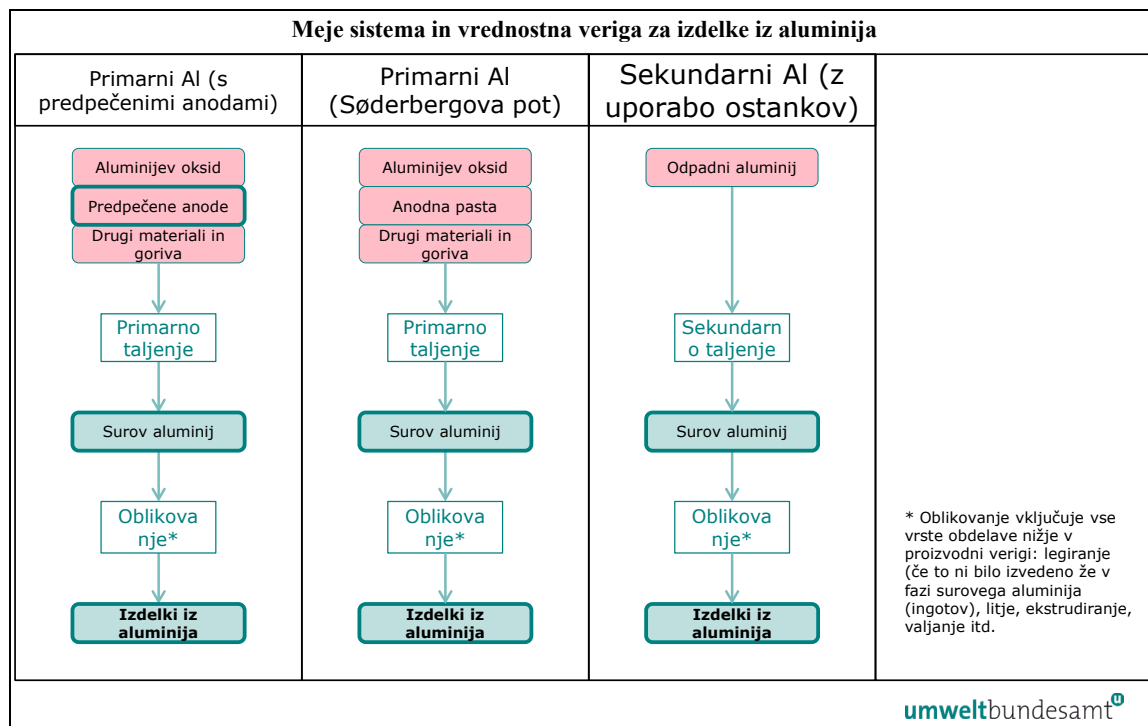 Meje sistema in vrednostna veriga za izdelke iz aluminija
Primarni Al (s
predpečenimi anodami)
Aluminijev oksid
Predpečene anode
Drugi materiali in
goriva
Primarno
taljenje
Surov aluminij
Oblikova
nje*
Izdelki iz
aluminija
Primarni Al
(Søderbergova pot)
Aluminijev oksid
Anodna pasta
Drugi materiali in
goriva
Primarno
taljenje
Surov aluminij
Oblikova
nje*
Izdelki iz
aluminija
Sekundarni Al (z
uporabo ostankov)
Odpadni aluminij
Sekundarn
o taljenje
Surov aluminij
Oblikova
nje*
Izdelki iz
aluminija
* Oblikovanje vključuje vse
vrste obdelave nižje v
proizvodni verigi: legiranje
(če to ni bilo izvedeno že v
fazi surovega aluminija
(ingotov), litje, ekstrudiranje,
valjanje itd.
umweltbundesamt
u